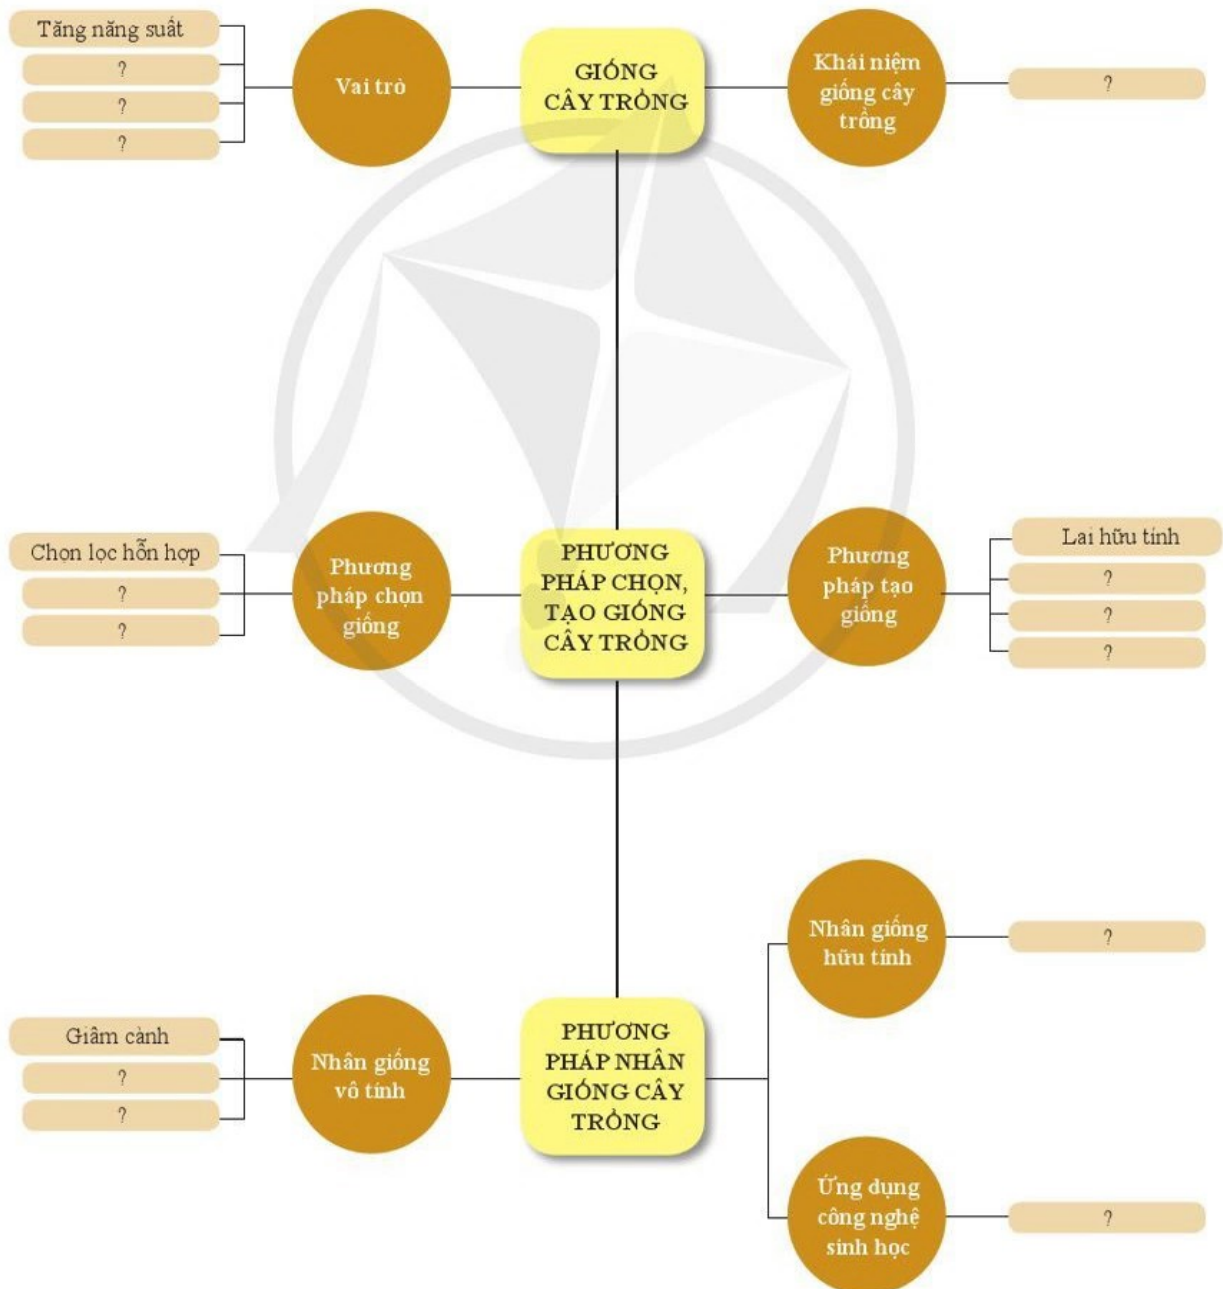 Tăng năng suất
?
?
?
Vai trò
GIỐNG
CÂY TRỒNG
Khái niệm
giống cây
trồng
?
Chọn lọc hỗn hợp
?
?
Phương
pháp chọn
giống
PHƯƠNG
PHÁP CHỌN,
TẠO GIỐNG
CÂY TRỒNG
Phương
pháp tạo
giống
Lai hữu tính
?
?
?
Giâm cành
?
?
Nhân giống
vô tính
PHƯƠNG
PHÁP NHÂN
GIỐNG CÂY
TRỒNG
Nhân giống
hữu tính
?
Ứng dụng
công nghệ
sinh học
?